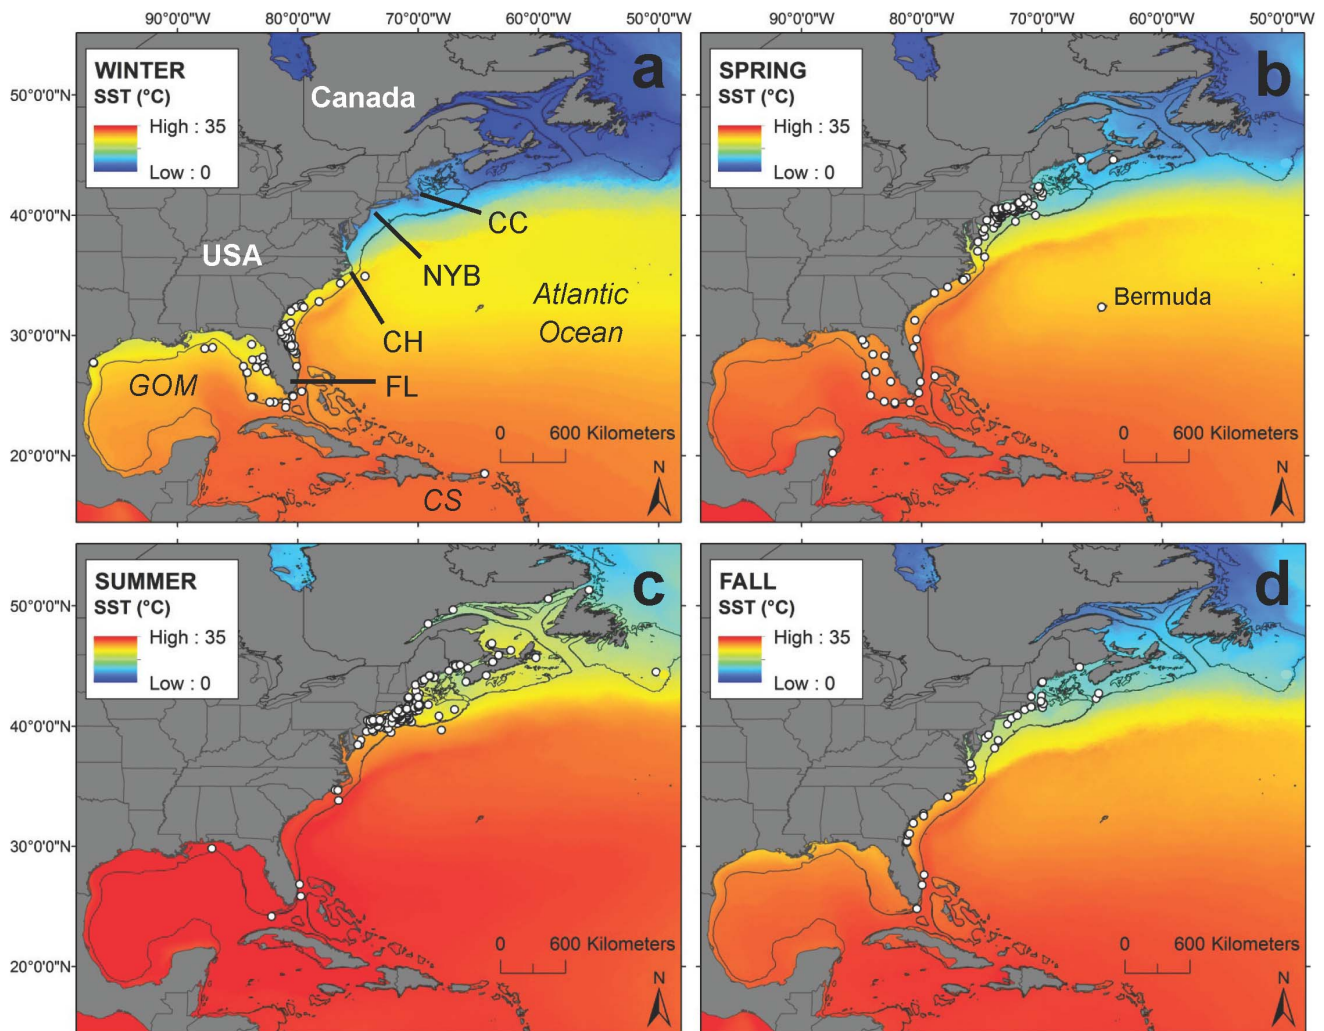 90°0'0"W 80°0'0"W 70°0'0"W 60°0'0"W 50°0'0"W 90°0'0"W 80°0'0"W 70°0'0"W 60°0'0"W 50°0'0"W
WINTER
SST (°C)
High : 35
Low : 0
Canada
a
USA
CC
NYB
CH
FL
Atlantic
Ocean
GOM
CS
0 600 Kilometers
N
50°0'0"N
40°0'0"N
30°0'0"N
20°0'0"N
SPRING
SST (°C)
High : 35
Low : 0
b
Bermuda
0 600 Kilometers
N
SUMMER
SST (°C)
High : 35
Low : 0
c
0 600 Kilometers
N
50°0'0"N
40°0'0"N
30°0'0"N
20°0'0"N
FALL
SST (°C)
High : 35
Low : 0
d
0 600 Kilometers
N